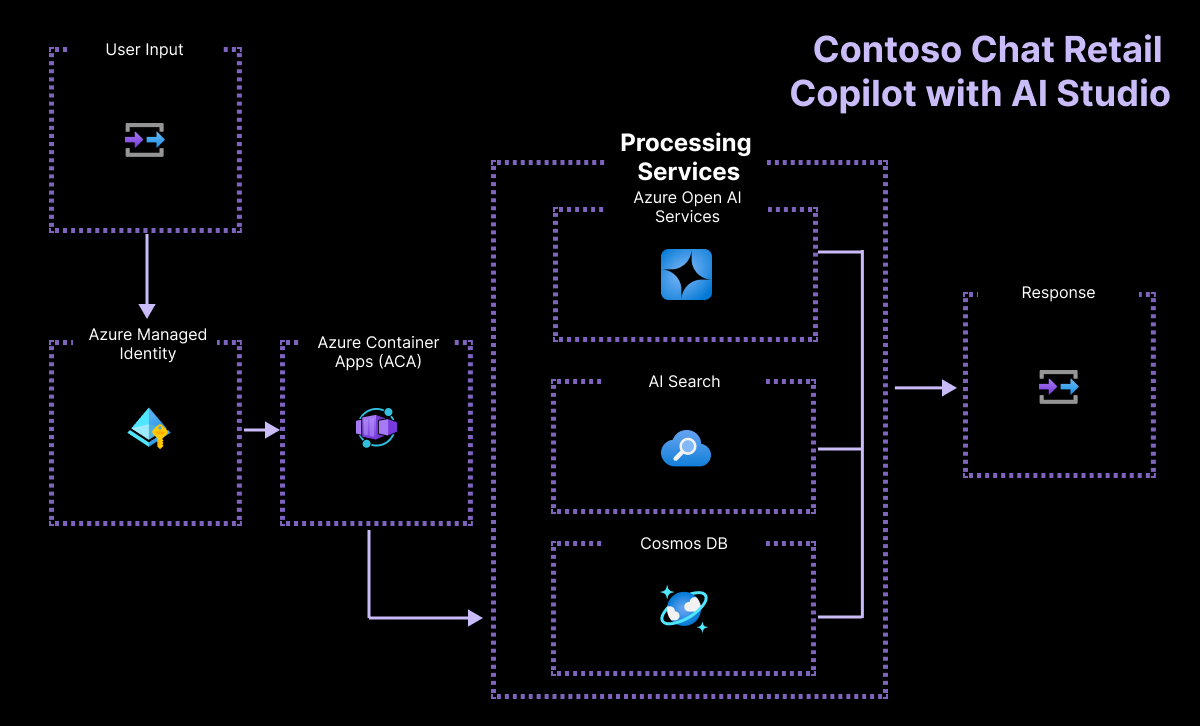 Contoso Chat Retail
Copilot with AI Studio
User Input
Azure Managed
Identity
Azure Container
Apps (ACA)
Processing
Services
Azure Open AI
Services
AI Search
Cosmos DB
Response